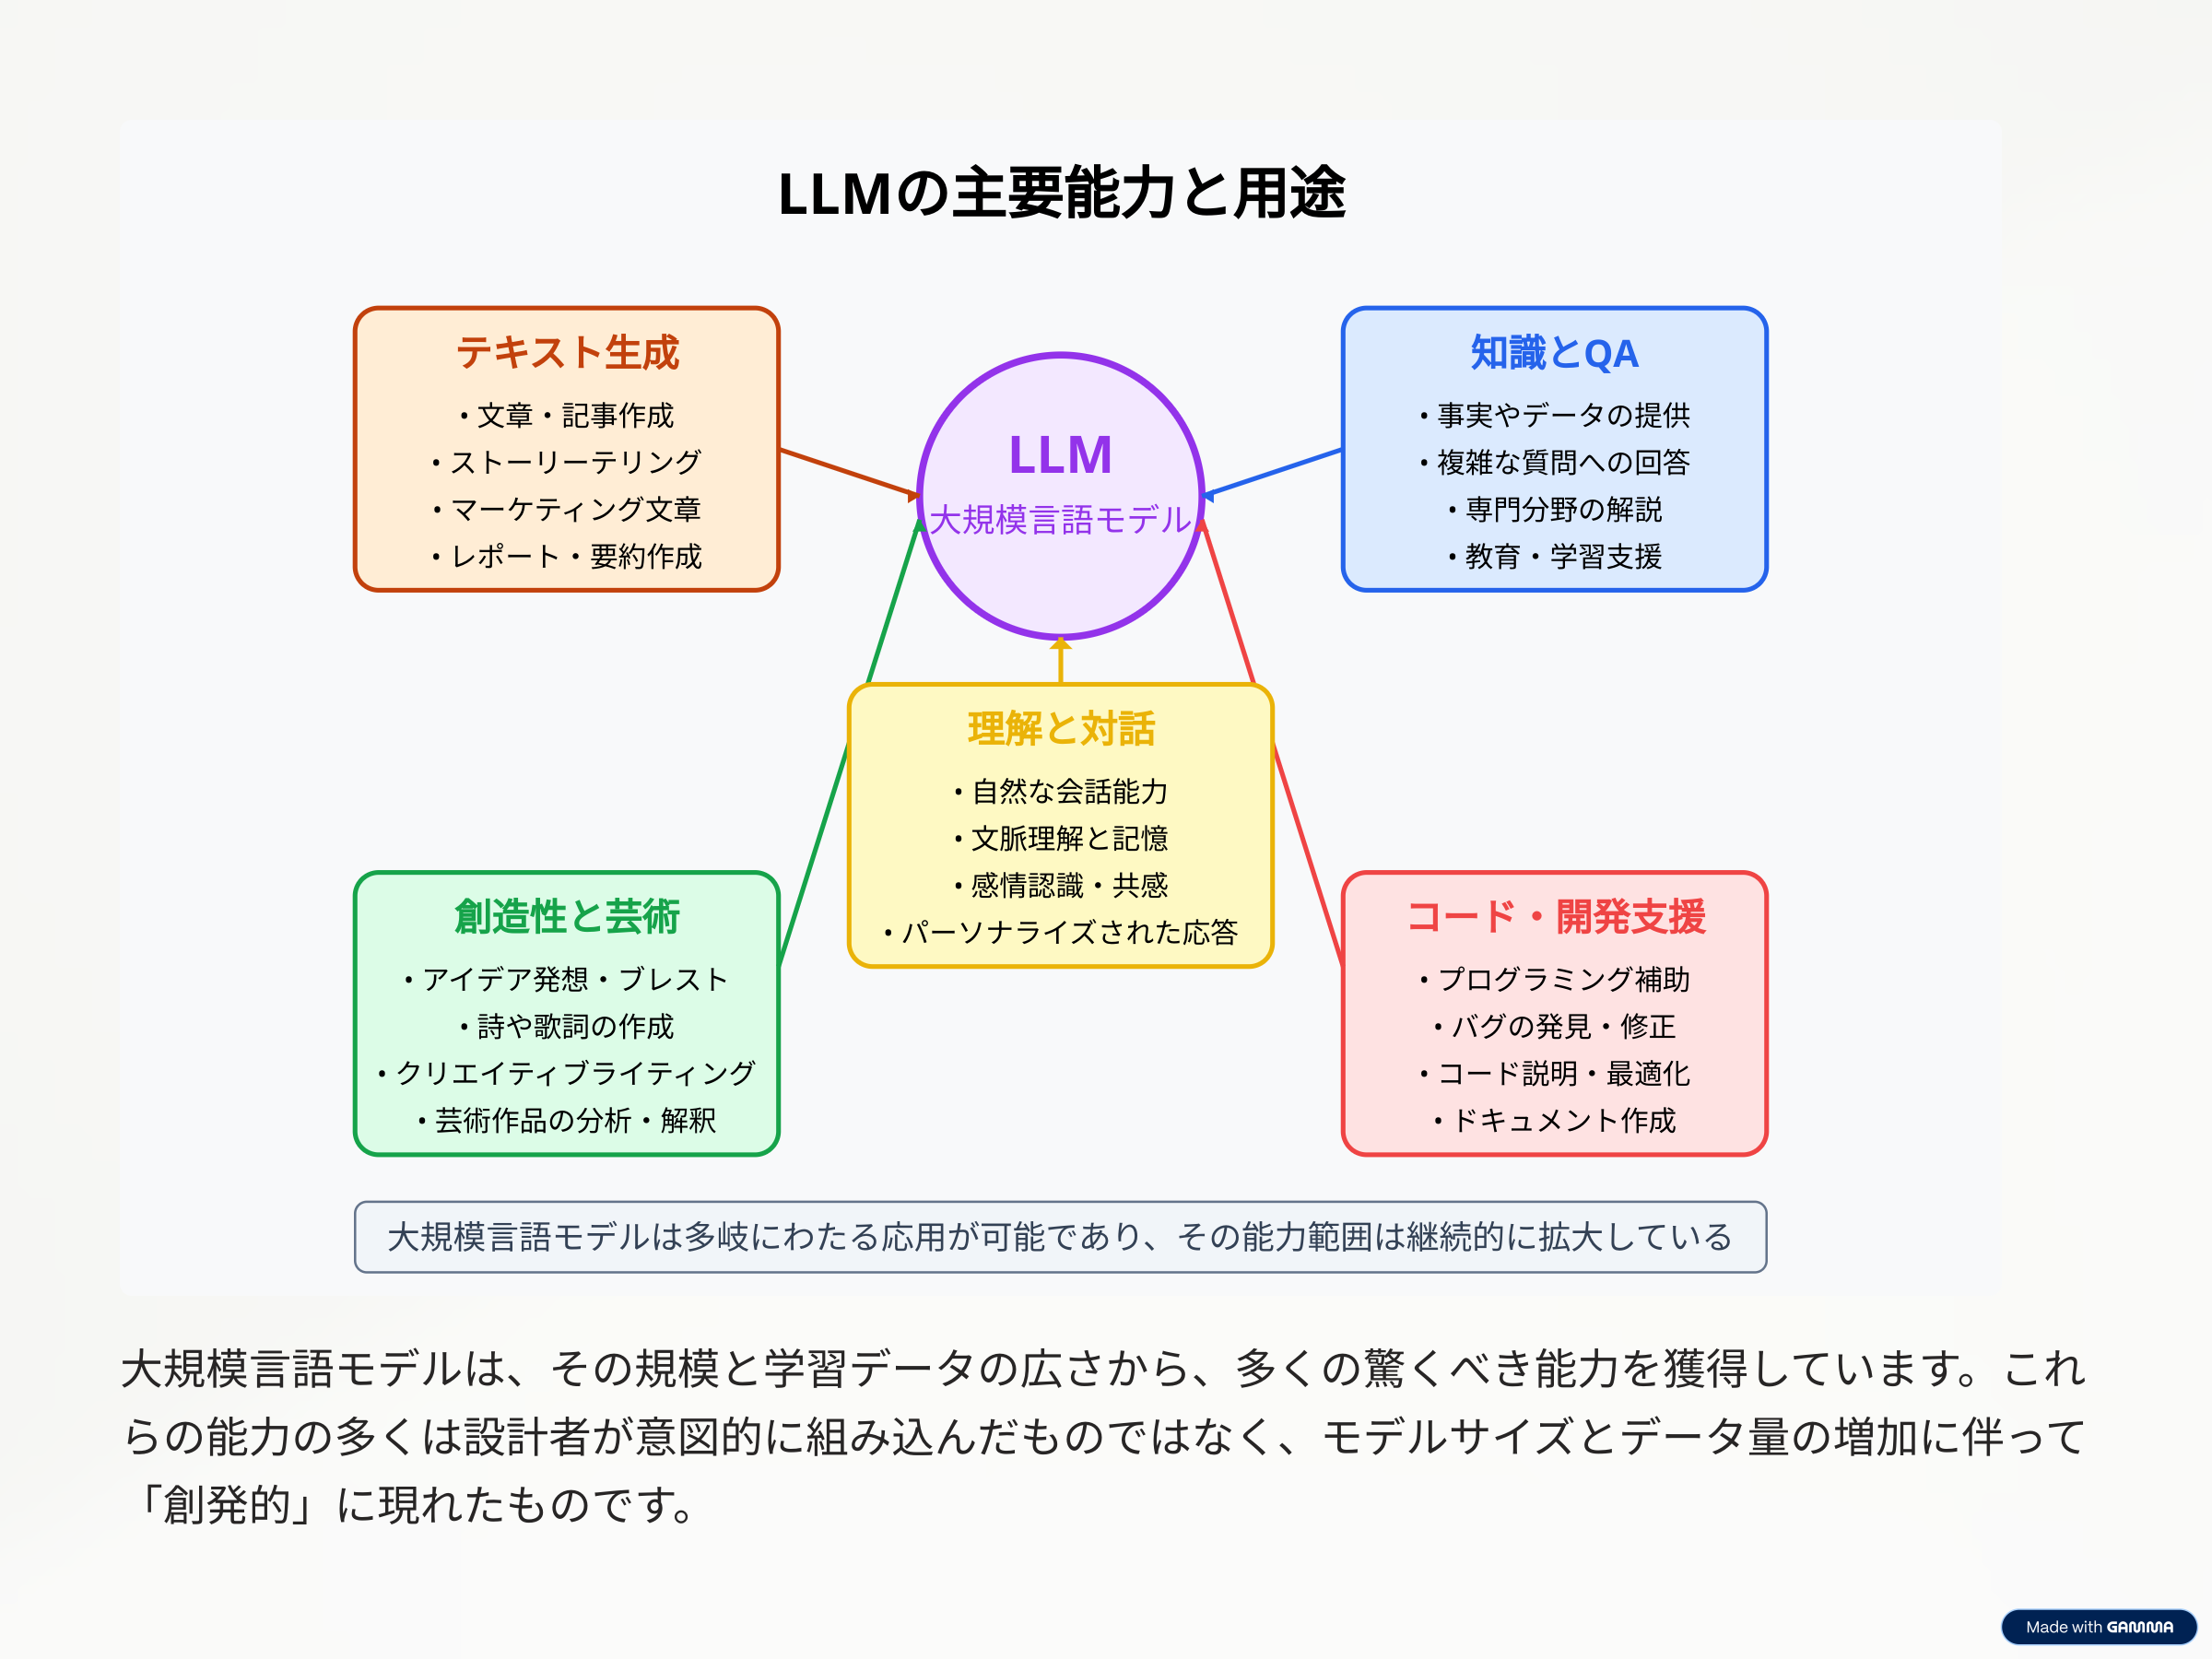 LLMの主要能力と用途
テキスト生成
・文章・記事作成
・ストーリーテリング
・マーケティング文章
・レポート・要約作成
LLM
大規模言語モデル
知識とQA
・事実やデータの提供
・複雑な質問への回答
・専門分野の解説
・教育・学習支援
理解と対話
・自然な会話能力
・文脈理解と記憶
・感情認識・共感
・パーソナライズされた応答
創造性と芸術
・アイデア発想・ブレスト
・詩や歌詞の作成
・クリエイティブライティング
・芸術作品の分析・解釈
コード・開発支援
・プログラミング補助
・バグの発見・修正
・コード説明・最適化
・ドキュメント作成
大規模言語モデルは多岐にわたる応用が可能であり、その能力範囲は継続的に拡大している
大規模言語モデルは、その規模と学習データの広さから、多くの驚くべき能力を獲得しています。これ
らの能力の多くは設計者が意図的に組み込んだものではなく、モデルサイズとデータ量の増加に伴って
「創発的」に現れたものです。
Made with GAMMA